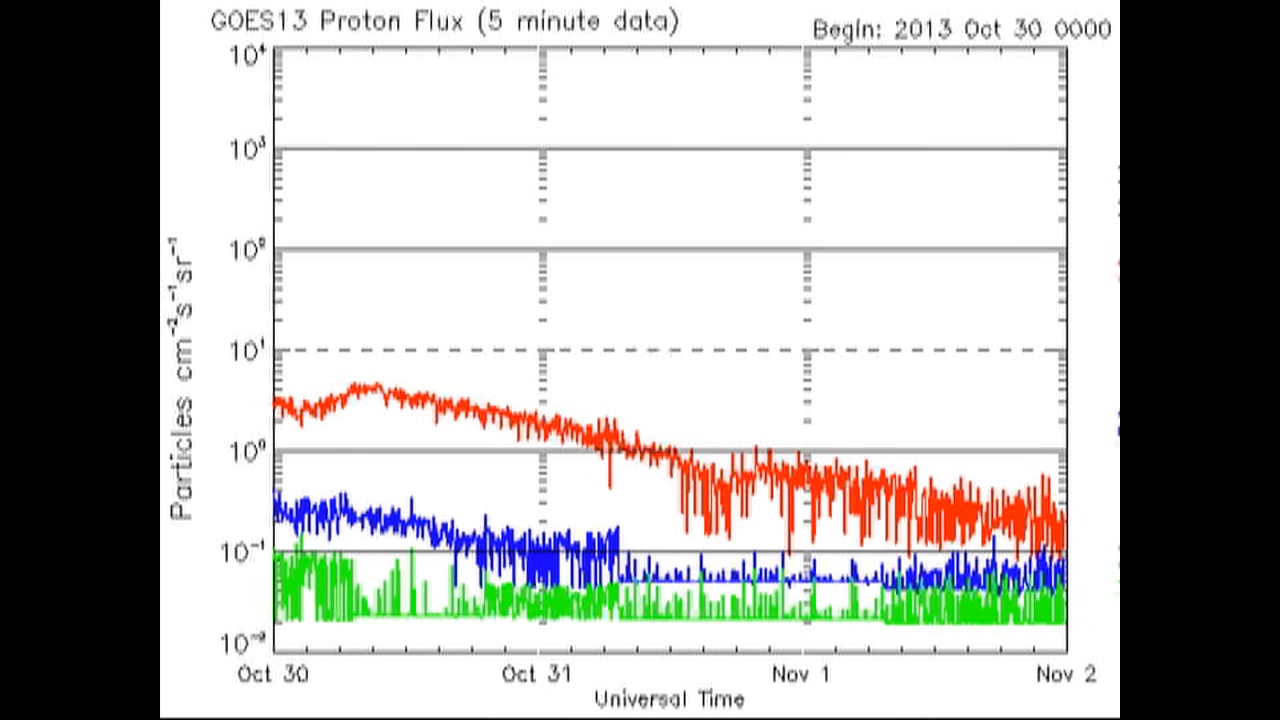 GOES13 Proton Flux (5 minute data)
Begin: 2013 Oct 30 0000
10⁴
10³
10²
10¹
10⁰
10⁻¹
10⁻²
Particles cm⁻²s⁻¹sr⁻¹
Oct 30
Oct 31
Nov 1
Nov 2
Universal Time